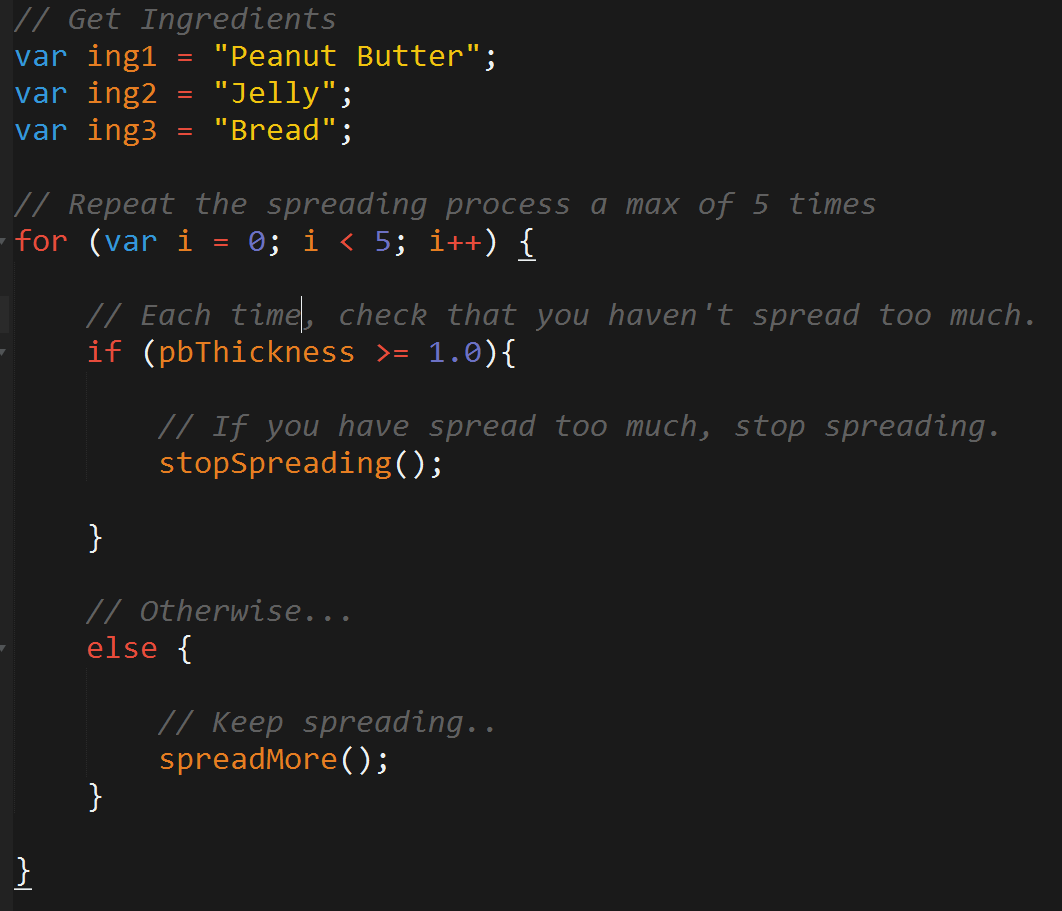 // Get Ingredients
var ing1 = "Peanut Butter";
var ing2 = "Jelly";
var ing3 = "Bread";
// Repeat the spreading process a max of 5 times
for (var i = 0; i < 5; i++) {
// Each time, check that you haven't spread too much.
if (pbThickness >= 1.0){
// If you have spread too much, stop spreading.
stopSpreading();
}
// Otherwise...
else {
// Keep spreading..
spreadMore();
}
}